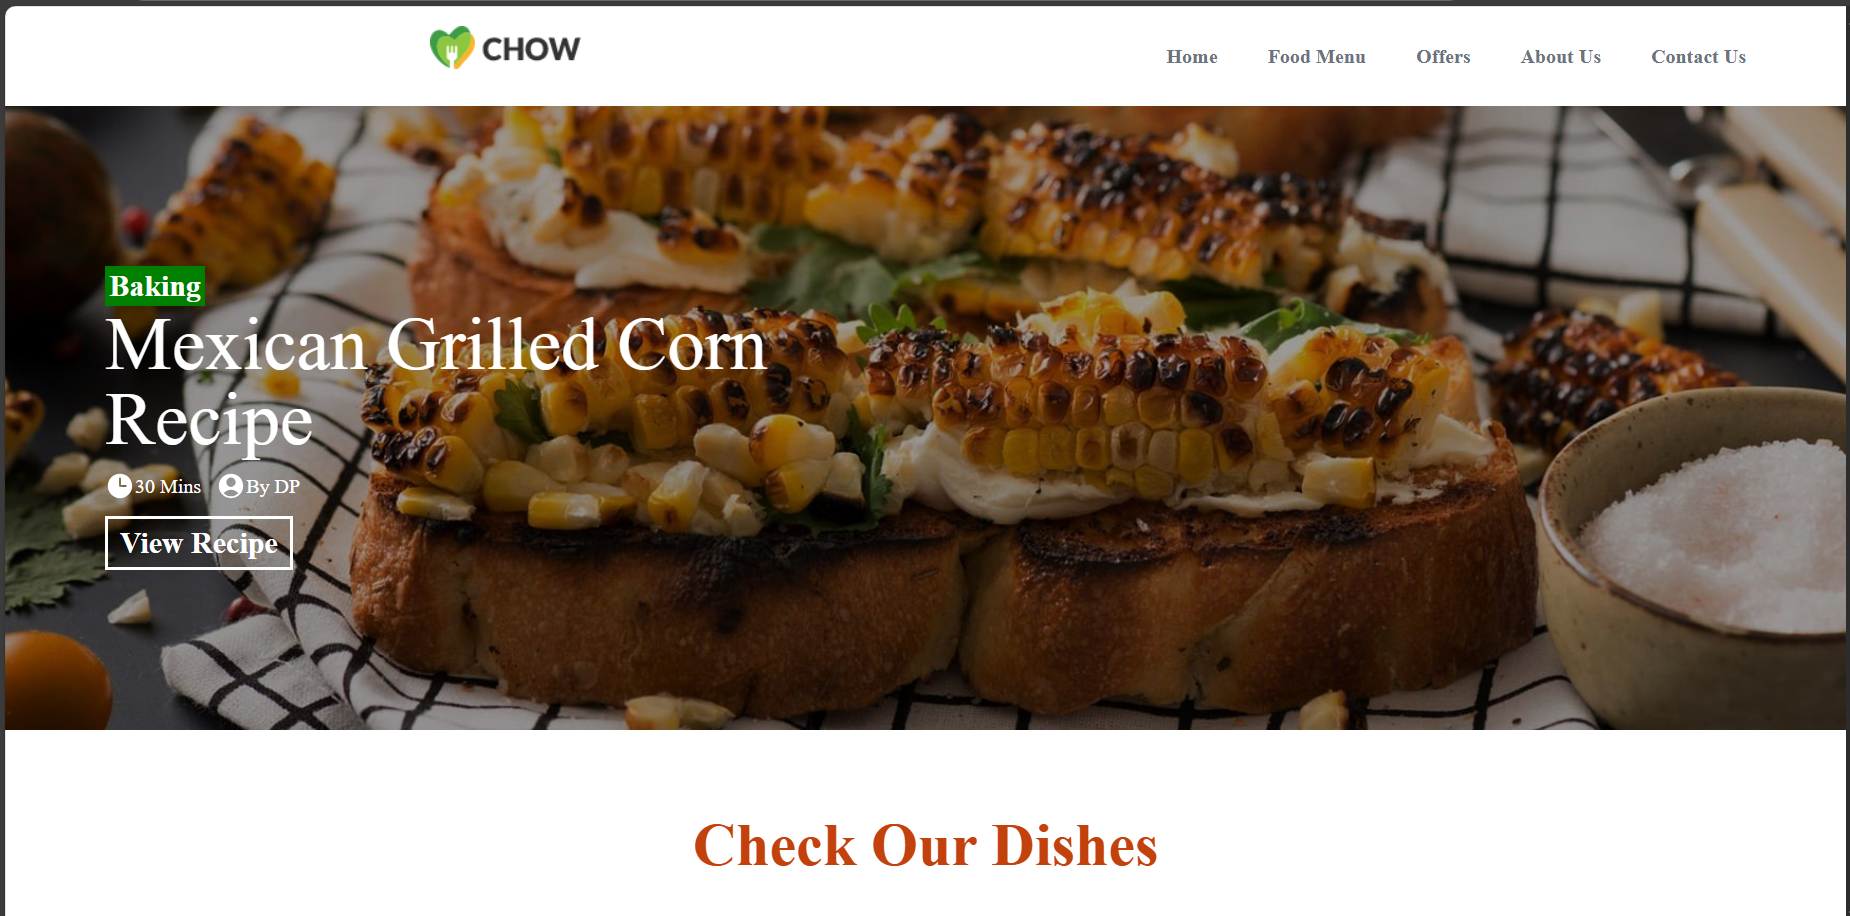 CHOW
Home Food Menu Offers About Us Contact Us
Baking
Mexican Grilled Corn
Recipe
30 Mins By DP
View Recipe
Check Our Dishes